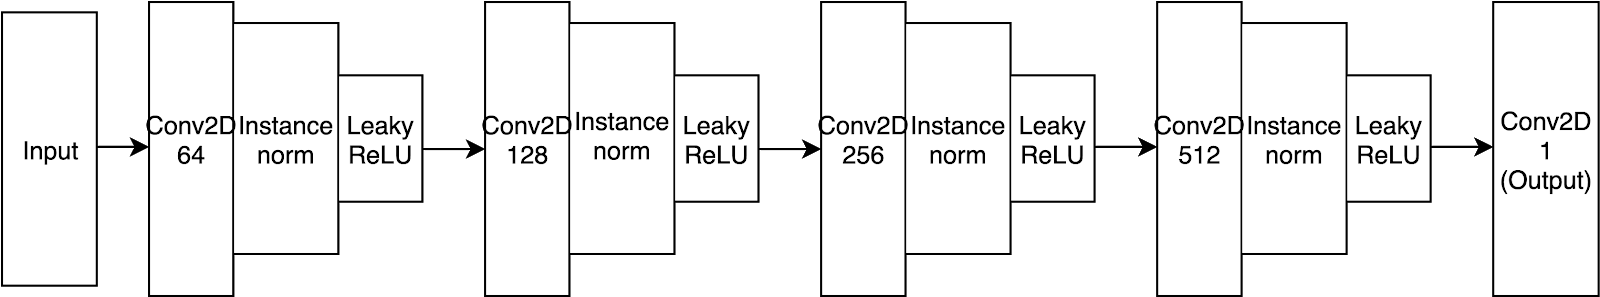 Input
Conv2D
64
Instance
norm
Leaky
ReLU
Conv2D
128
Instance
norm
Leaky
ReLU
Conv2D
256
Instance
norm
Leaky
ReLU
Conv2D
512
Instance
norm
Leaky
ReLU
Conv2D
1
(Output)